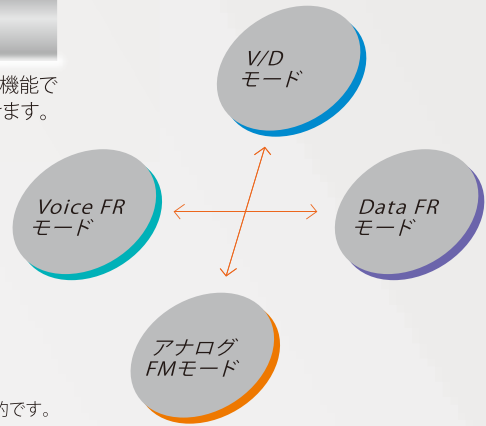 機能で
ます。
V/D
モード
Voice FR
モード
Data FR
モード
アナログ
FMモード
的です。